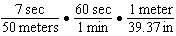 7 sec/50 meters • 60 sec/1 min • 1 meter/39.37 in